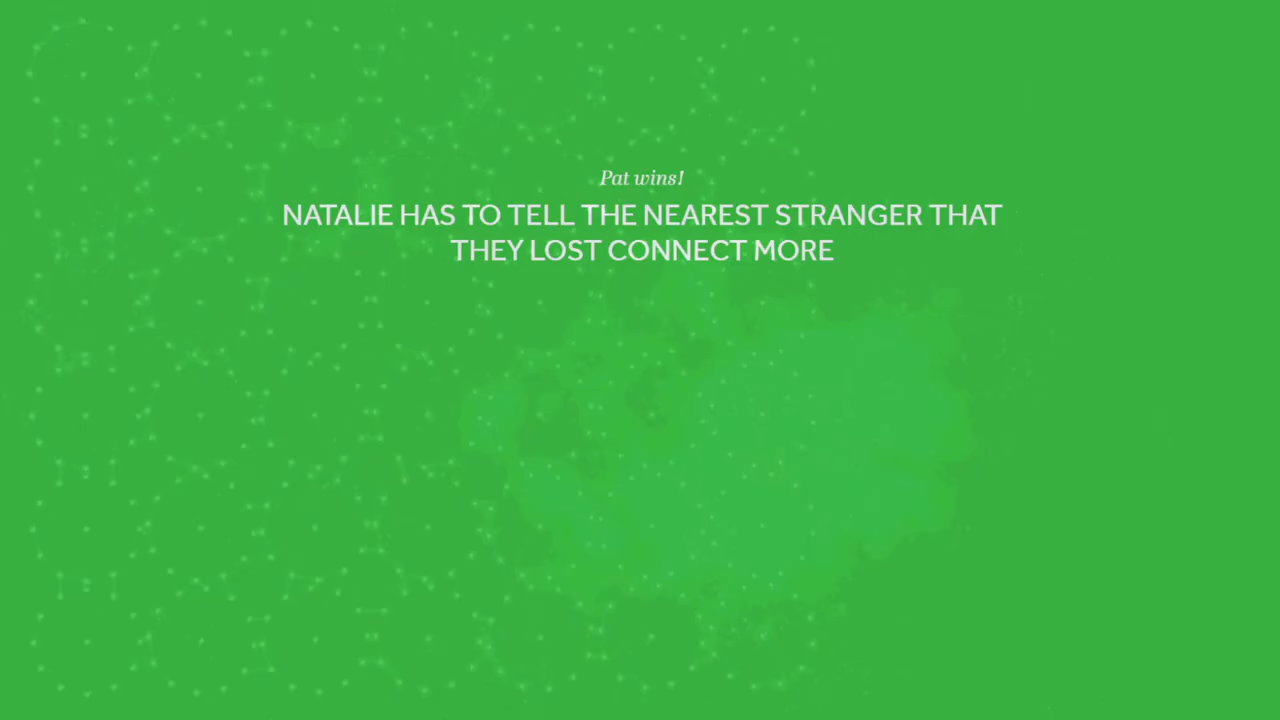 Pat wins!
NATALIE HAS TO TELL THE NEAREST STRANGER THAT
THEY LOST CONNECT MORE